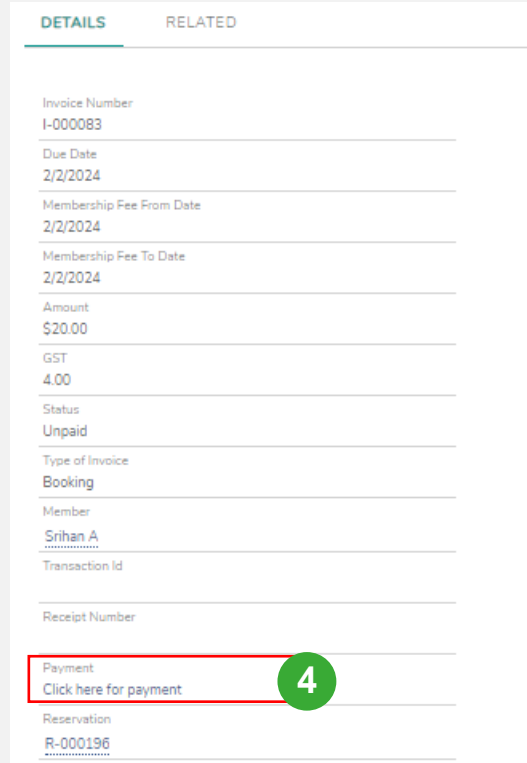 DETAILS RELATED
Invoice Number
I-000083
Due Date
2/2/2024
Membership Fee From Date
2/2/2024
Membership Fee To Date
2/2/2024
Amount
$20.00
GST
4.00
Status
Unpaid
Type of Invoice
Booking
Member
Srihan A
Transaction Id
Receipt Number
Payment
Click here for payment
4
Reservation
R-000196